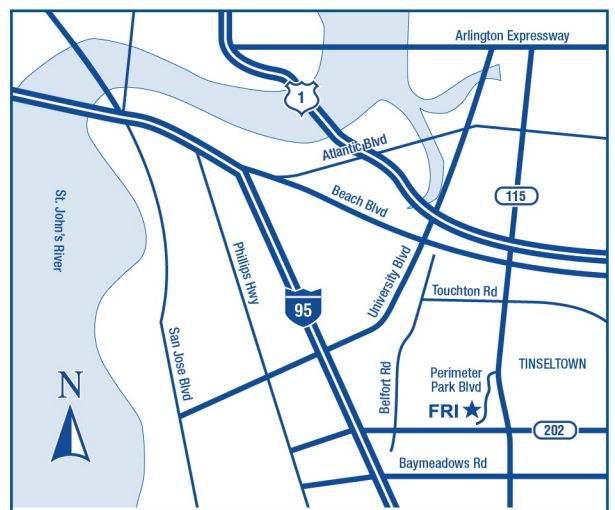 Arlington Expressway
1
Atlantic Blvd
115
Beach Blvd
St. John's River
Phillips Hwy
University Blvd
Touchton Rd
95
San Jose Blvd
Belfort Rd
Perimeter
Park Blvd
TINSELTOWN
FRI
N
202
Baymeadows Rd